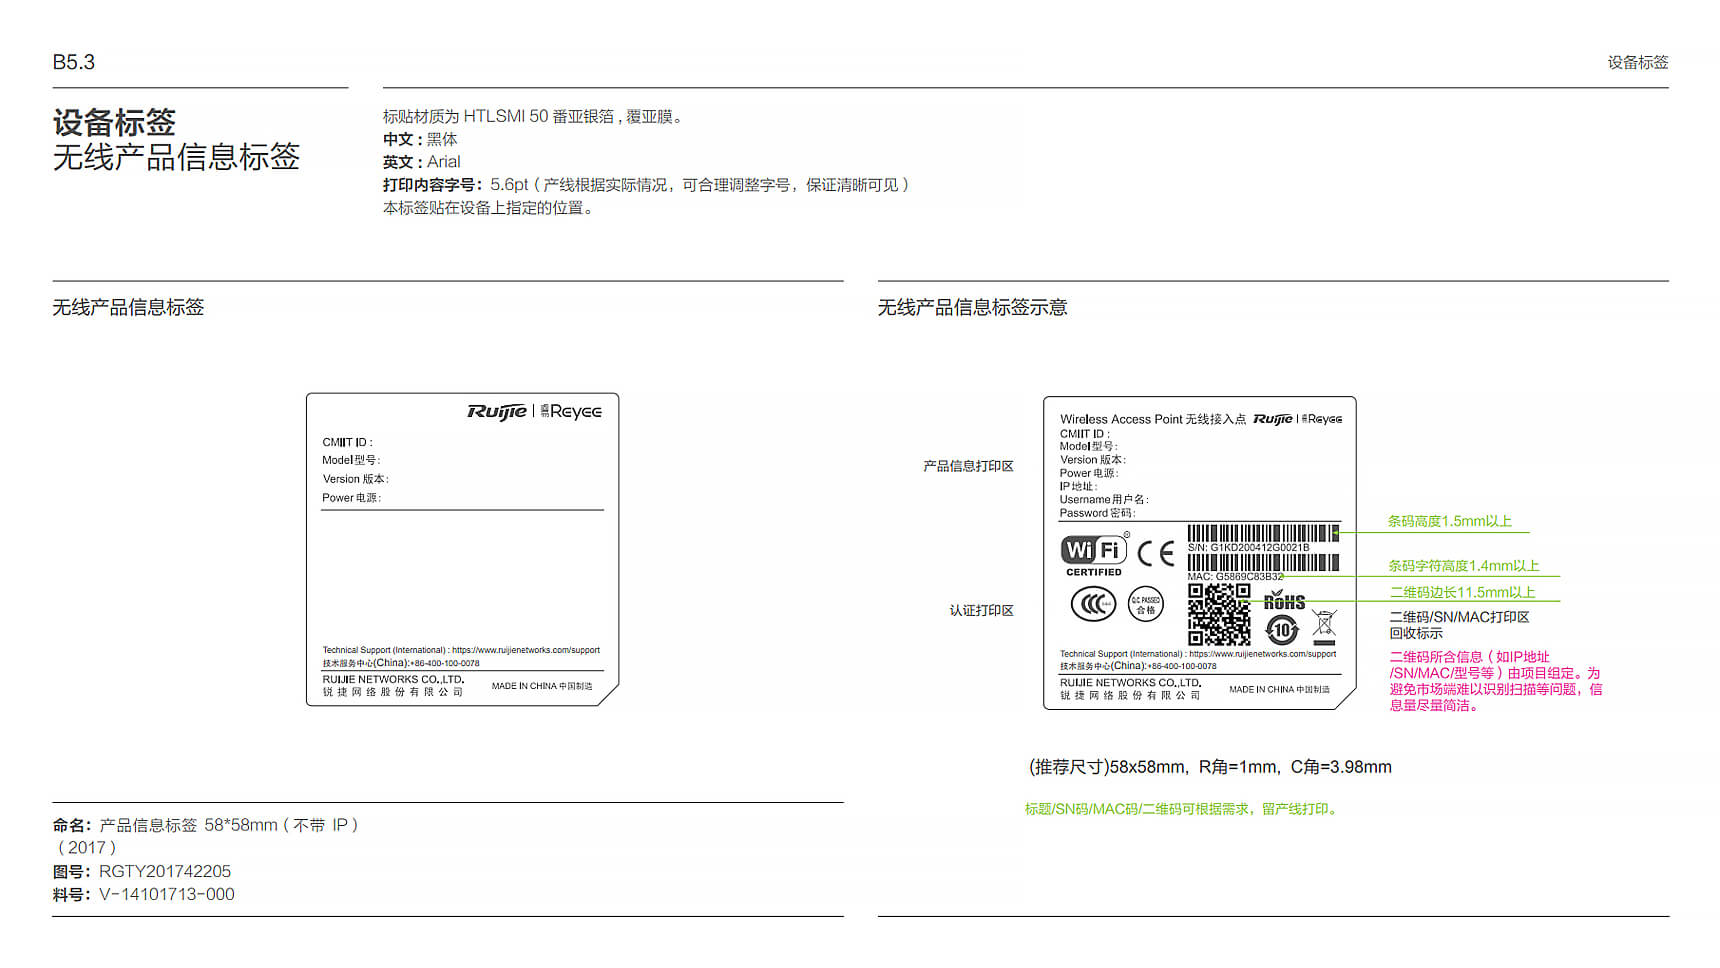 B5.3
设备标签
设备标签
无线产品信息标签
标贴材质为 HTLSMI 50 番亚银箔 , 覆亚膜。
中文 : 黑体
英文 : Arial
打印内容字号： 5.6pt（产线根据实际情况，可合理调整字号，保证清晰可见）
本标签贴在设备上指定的位置。
无线产品信息标签
Ruijie | 睿易 Reyee
CMIIT ID :
Model 型号:
Version 版本:
Power 电源:
Technical Support (International) : https://www.ruijienetworks.com/support
技术服务中心(China):+86-400-100-0078
RUIJIE NETWORKS CO.,LTD.
锐捷网络股份有限公司
MADE IN CHINA 中国制造
命名： 产品信息标签 58*58mm（不带 IP）
（2017）
图号： RGTY201742205
料号： V-14101713-000
无线产品信息标签示意
产品信息打印区
认证打印区
Wireless Access Point 无线接入点 Ruijie | 睿易 Reyee
CMIIT ID :
Model 型号:
Version 版本:
Power 电源:
IP 地址:
Username 用户名:
Password 密码:
Wi Fi ®
CERTIFIED
CE
S/N: G1KD200412G0021B
MAC: G5869C83B32
Q.C PASSED
合格
RoHS
10
Technical Support (International) : https://www.ruijienetworks.com/support
技术服务中心(China):+86-400-100-0078
RUIJIE NETWORKS CO.,LTD.
锐捷网络股份有限公司
MADE IN CHINA 中国制造
条码高度1.5mm以上
条码字符高度1.4mm以上
二维码边长11.5mm以上
二维码/SN/MAC打印区
回收标示
二维码所含信息（如IP地址
/SN/MAC/型号等）由项目组定。为
避免市场端难以识别扫描等问题，信
息量尽量简洁。
(推荐尺寸)58x58mm, R角=1mm, C角=3.98mm
标题/SN码/MAC码/二维码可根据需求，留产线打印。